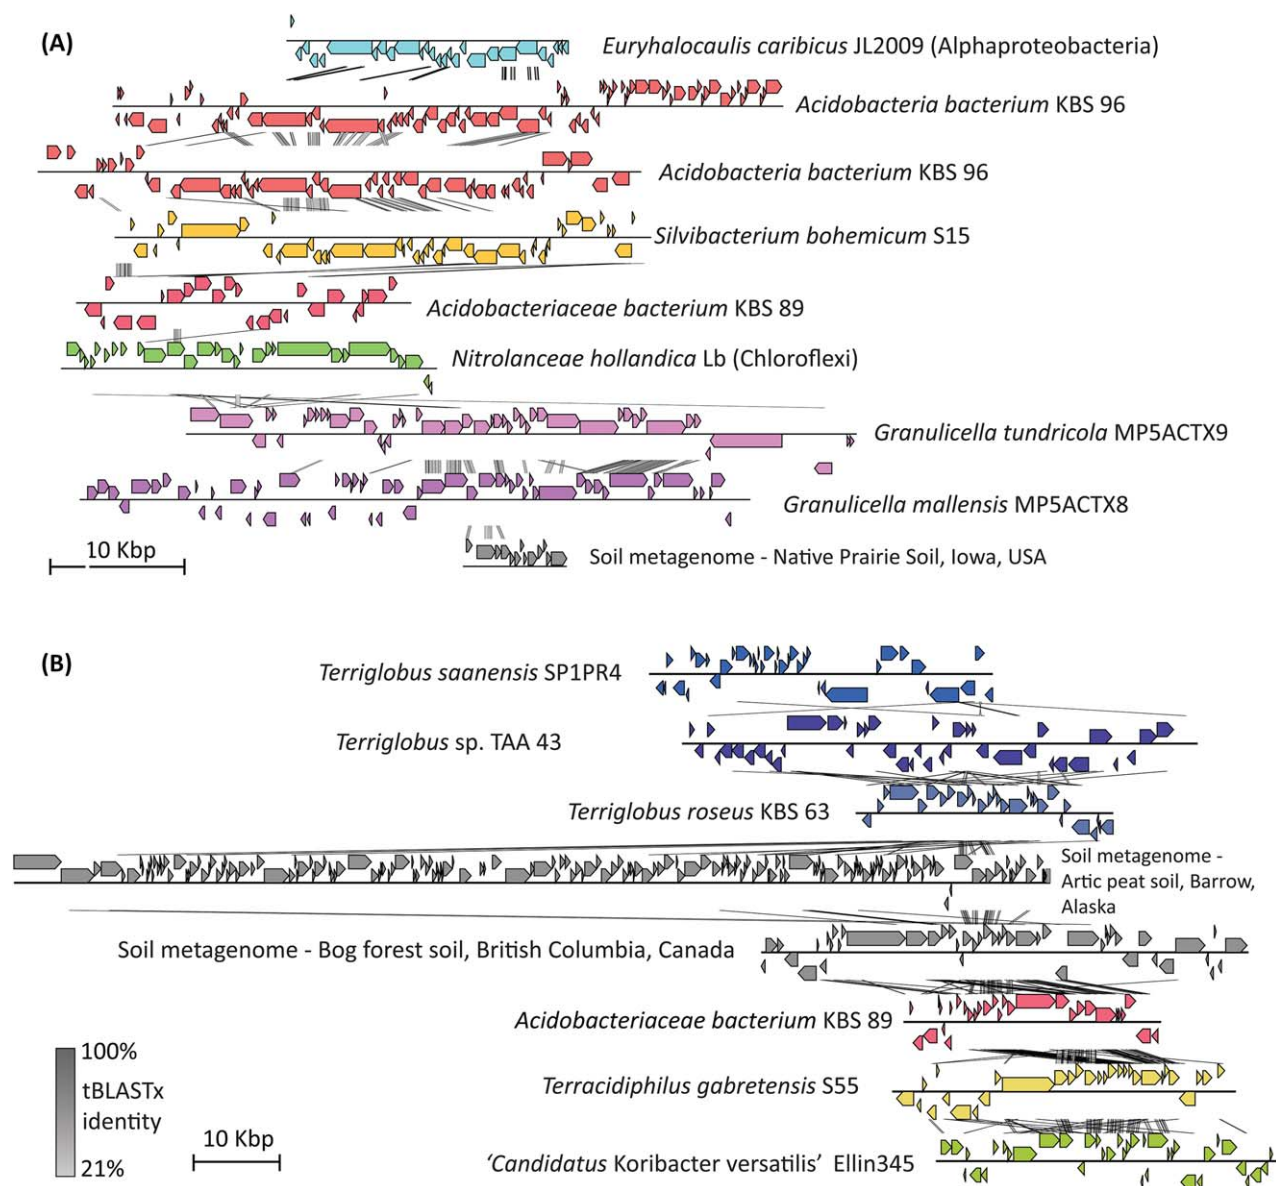 (A)
Euryhalocaulis caribicus JL2009 (Alphaproteobacteria)
Acidobacteria bacterium KBS 96
Acidobacteria bacterium KBS 96
Silvibacterium bohemicum S15
Acidobacteriaceae bacterium KBS 89
Nitrolanceae hollandica Lb (Chloroflexi)
Granulicella tundricola MP5ACTX9
Granulicella mallensis MP5ACTX8
10 Kbp
Soil metagenome - Native Prairie Soil, Iowa, USA
(B)
Terriglobus saanensis SP1PR4
Terriglobus sp. TAA 43
Terriglobus roseus KBS 63
Soil metagenome -
Artic peat soil, Barrow,
Alaska
Soil metagenome - Bog forest soil, British Columbia, Canada
Acidobacteriaceae bacterium KBS 89
100%
tBLASTx
identity
21%
Terracidiphilus gabretensis S55
10 Kbp
'Candidatus Koribacter versatilis' Ellin345